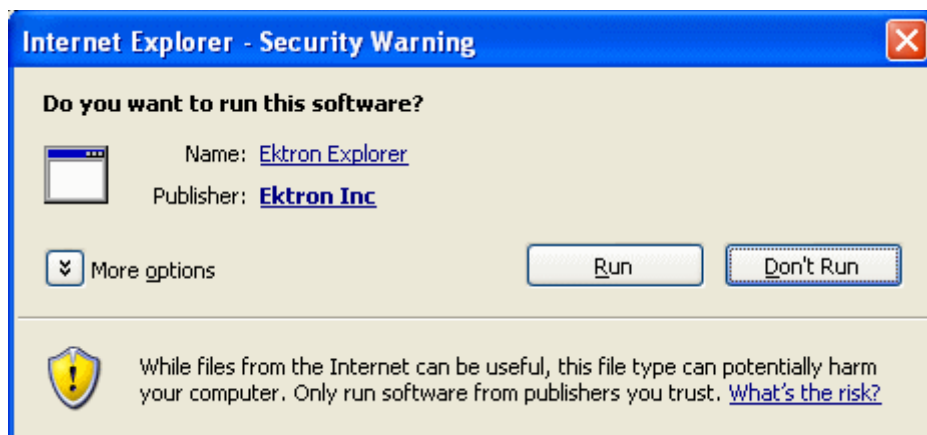 Internet Explorer - Security Warning
Do you want to run this software?
Name: Ektron Explorer
Publisher: Ektron Inc
More options
Run
Don't Run
While files from the Internet can be useful, this file type can potentially harm
your computer. Only run software from publishers you trust. What's the risk?